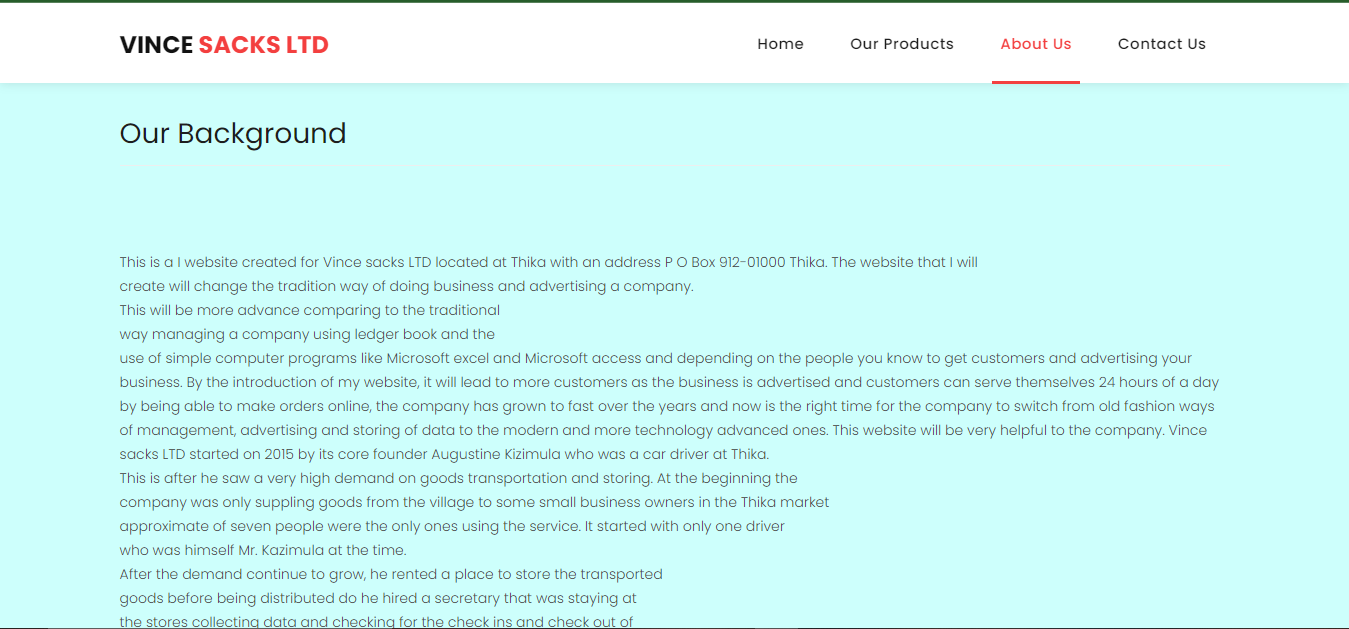 VINCE SACKS LTD
Home Our Products About Us Contact Us
Our Background
This is a I website created for Vince sacks LTD located at Thika with an address P O Box 912-01000 Thika. The website that I will
create will change the tradition way of doing business and advertising a company.
This will be more advance comparing to the traditional
way managing a company using ledger book and the
use of simple computer programs like Microsoft excel and Microsoft access and depending on the people you know to get customers and advertising your
business. By the introduction of my website, it will lead to more customers as the business is advertised and customers can serve themselves 24 hours of a day
by being able to make orders online, the company has grown to fast over the years and now is the right time for the company to switch from old fashion ways
of management, advertising and storing of data to the modern and more technology advanced ones. This website will be very helpful to the company. Vince
sacks LTD started on 2015 by its core founder Augustine Kizimula who was a car driver at Thika.
This is after he saw a very high demand on goods transportation and storing. At the beginning the
company was only suppling goods from the village to some small business owners in the Thika market
approximate of seven people were the only ones using the service. It started with only one driver
who was himself Mr. Kazimula at the time.
After the demand continue to grow, he rented a place to store the transported
goods before being distributed do he hired a secretary that was staying at
the stores collecting data and checking for the check ins and check out of